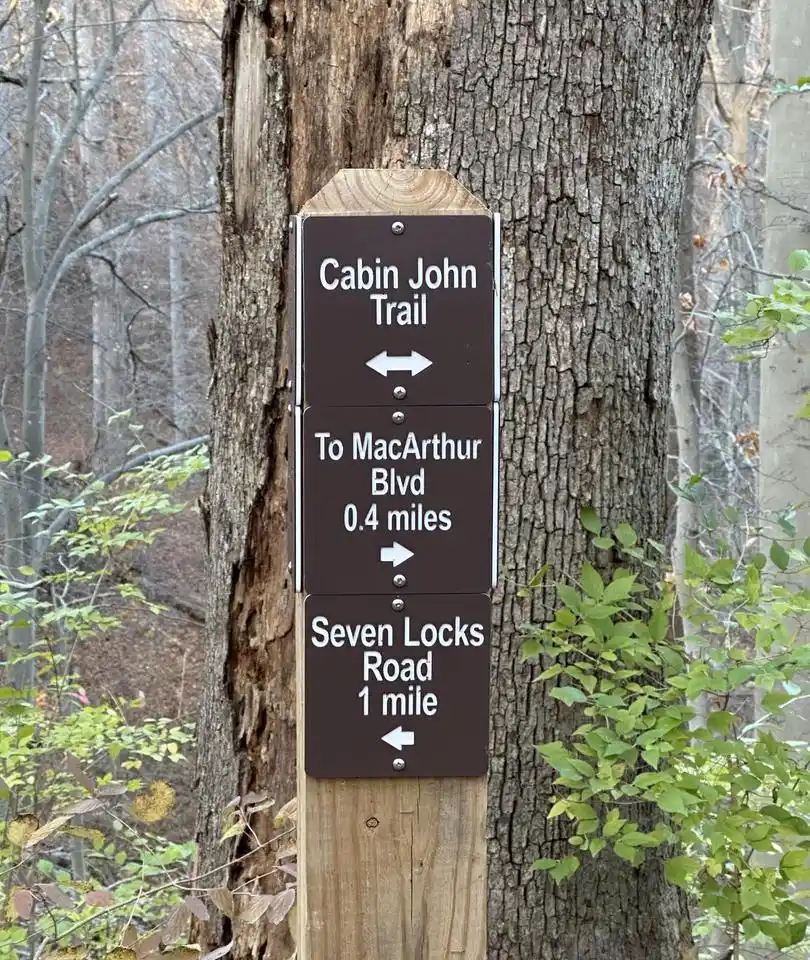 Cabin John
Trail
To MacArthur
Blvd
0.4 miles
Seven Locks
Road
1 mile